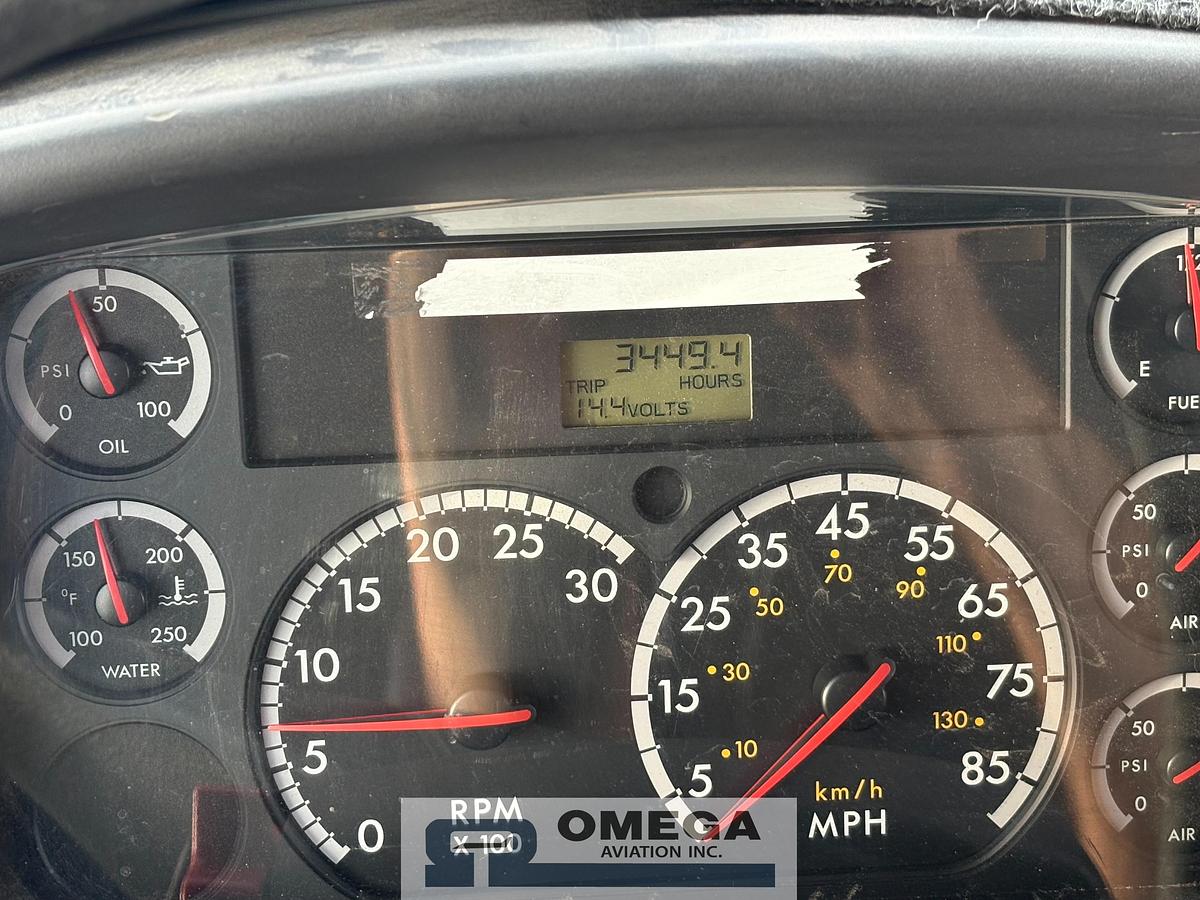 50
PSI
0
100
OIL
150
200
°F
100
250
WATER
3449.4
TRIP HOURS
14.4 VOLTS
0
5
10
15
20
25
30
RPM
X 100
5
15
25
35
45
55
65
75
85
10
30
50
70
90
110
130
km/h
MPH
E
50
PSI
0
AIR
50
PSI
0
AIR
OMEGA
AVIATION INC.